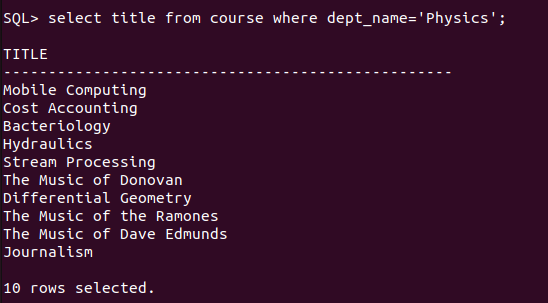 SQL> select title from course where dept_name='Physics';
TITLE
--------------------------------------------------
Mobile Computing
Cost Accounting
Bacteriology
Hydraulics
Stream Processing
The Music of Donovan
Differential Geometry
The Music of the Ramones
The Music of Dave Edmunds
Journalism
10 rows selected.